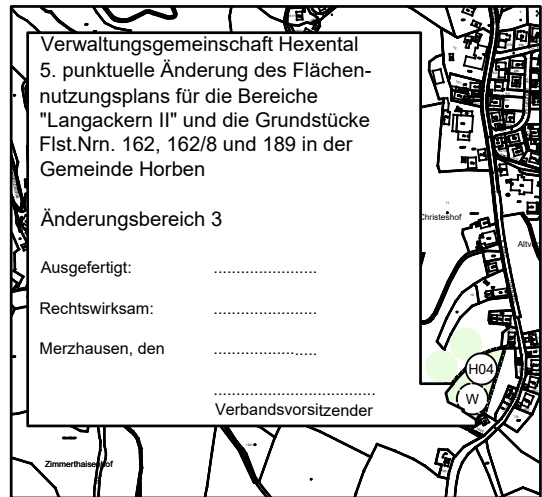 Verwaltungsgemeinschaft Hexental
5. punktuelle Änderung des Flächen-
nutzungsplans für die Bereiche
"Langackern II" und die Grundstücke
Flst.Nrn. 162, 162/8 und 189 in der
Gemeinde Horben
Änderungsbereich 3
Ausgefertigt: .......................
Rechtswirksam: .......................
Merzhausen, den .......................
....................................
Verbandsvorsitzender
Christeshof
H04
W